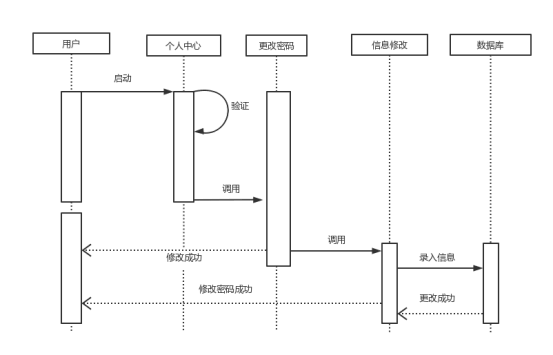 用户
个人中心
更改密码
信息修改
数据库
启动
验证
调用
调用
修改成功
录入信息
修改密码成功
更改成功